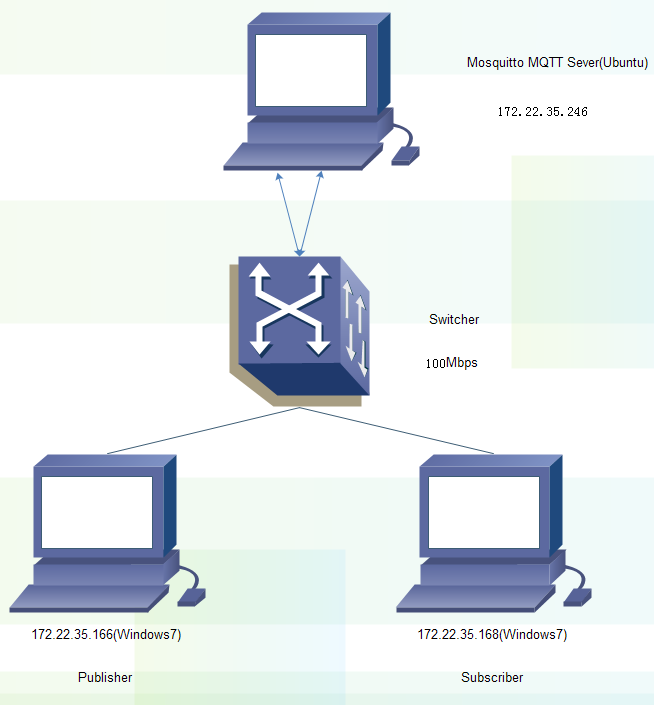 Mosquitto MQTT Sever(Ubuntu)
172.22.35.246
Switcher
100Mbps
172.22.35.166(Windows7)
172.22.35.168(Windows7)
Publisher
Subscriber